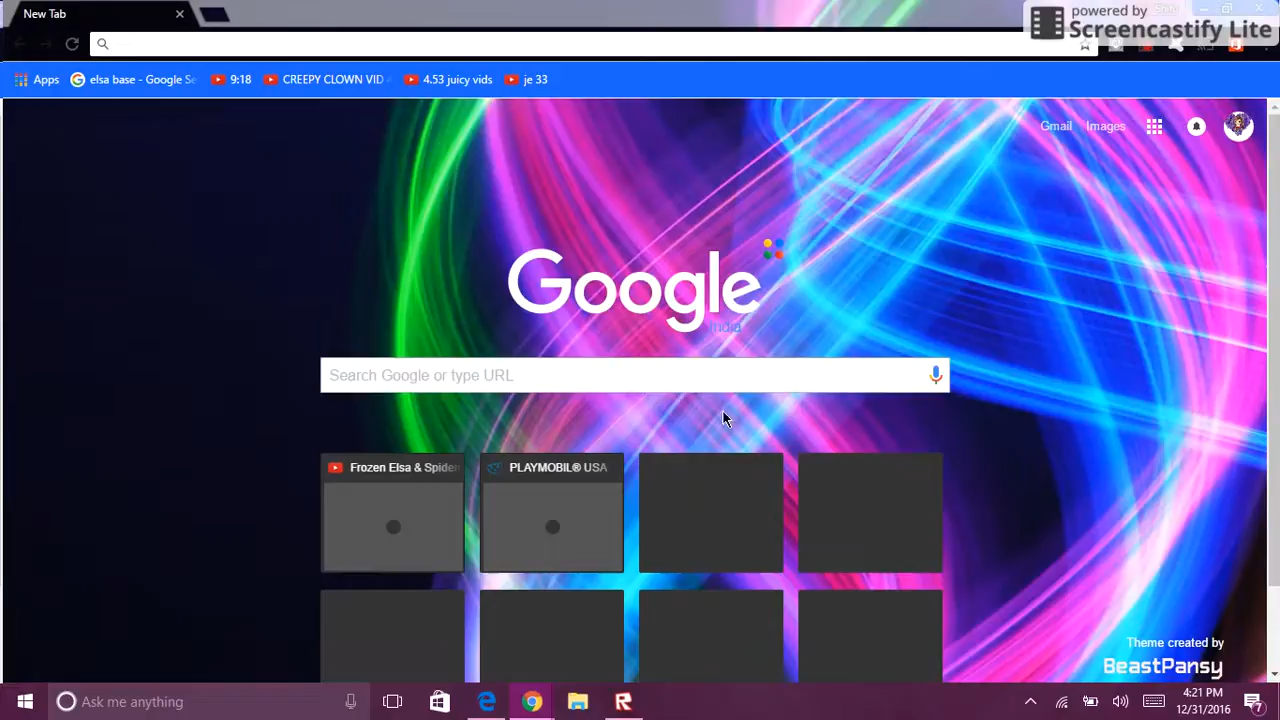 New Tab
powered by
Screencastify Lite
Apps
elsa base - Google Se
9:18
CREEPY CLOWN VID
4.53 juicy vids
je 33
Gmail
Images
Google
India
Search Google or type URL
Frozen Elsa & Spider
PLAYMOBIL® USA
Theme created by
BeastPansy
Ask me anything
4:21 PM
12/31/2016
7